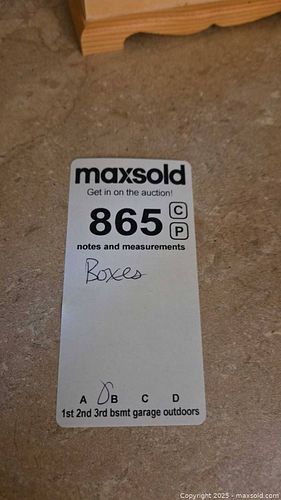 maxsold
Get in on the auction!
865 C
P
notes and measurements
Boxes
A B C D
1st 2nd 3rd bsmt garage outdoors
Copyright 2025 - maxsold.com